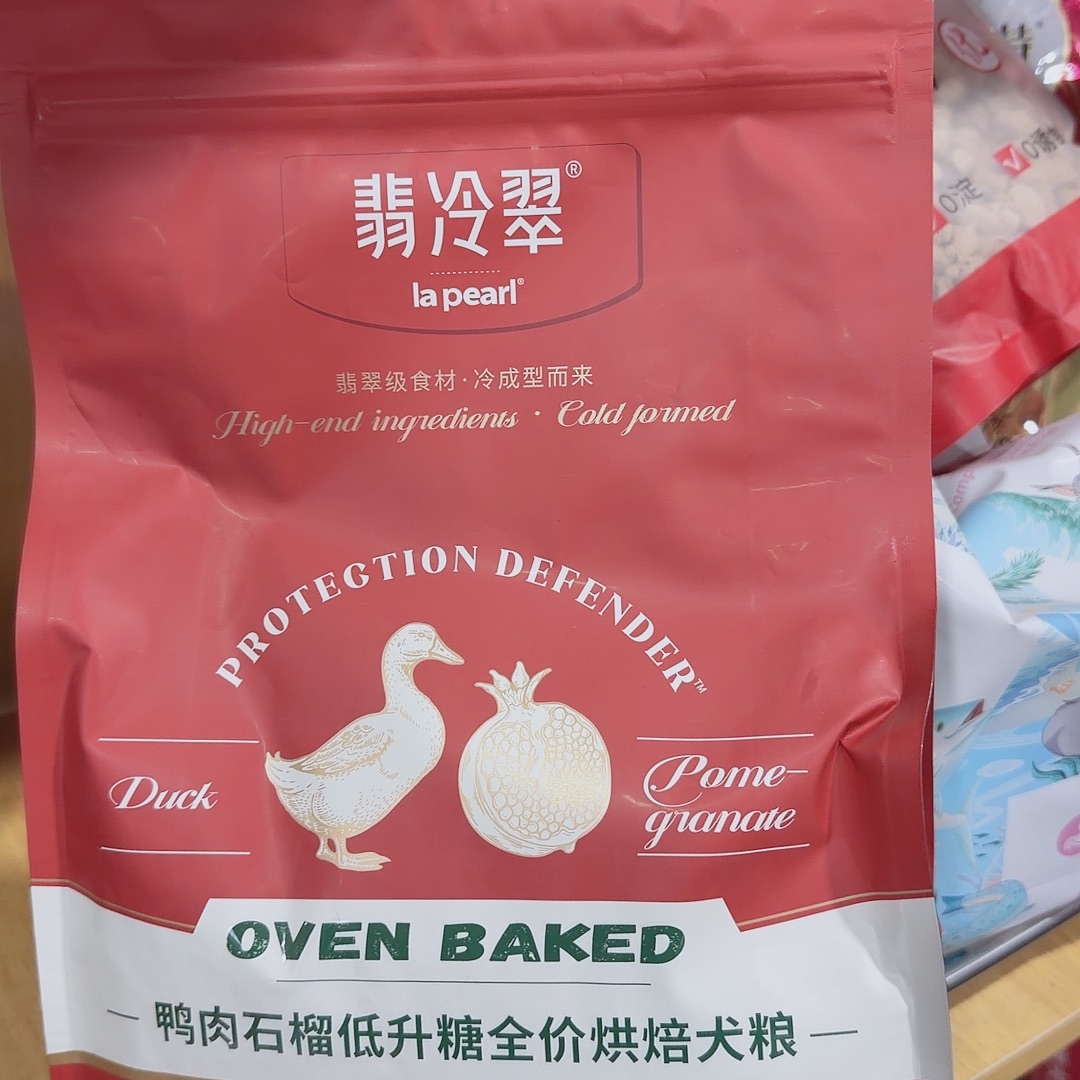 翡冷翠®
la pearl®
翡翠级食材·冷成型而来
High-end ingredients · Cold formed
PROTECTION DEFENDER™
Duck
Pome-
granate
OVEN BAKED
鸭肉石榴低升糖全价烘焙犬粮
0淀